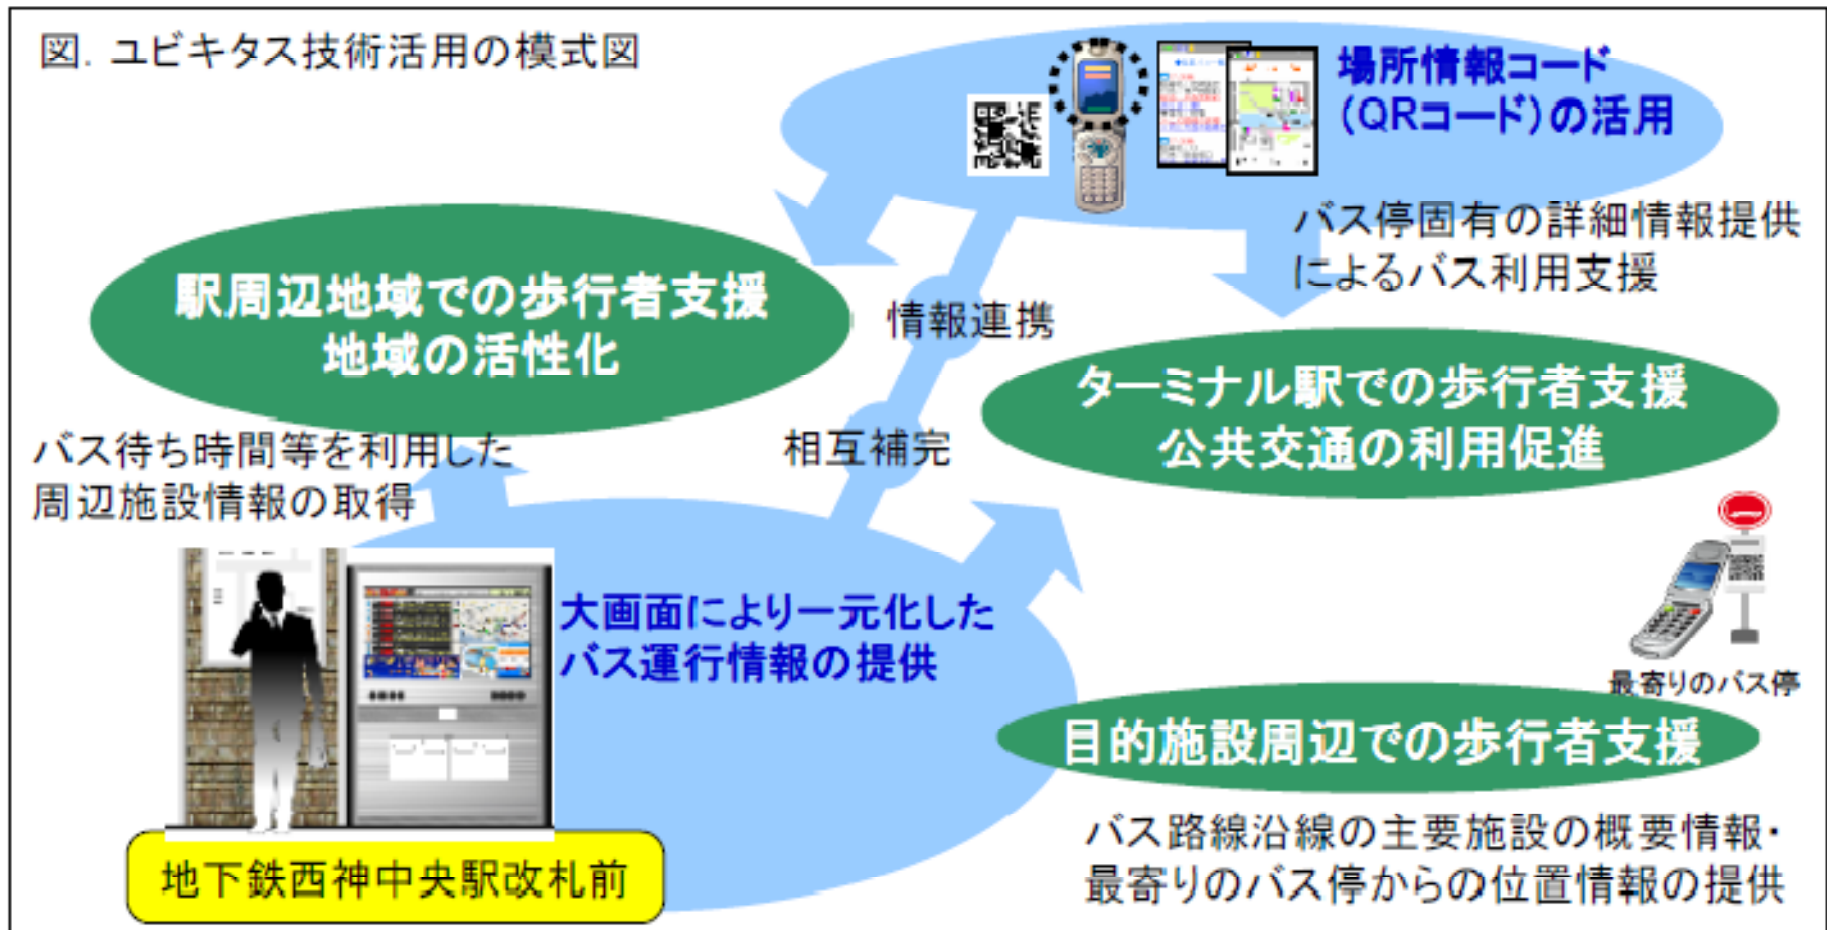 図．ユビキタス技術活用の模式図
場所情報コード
（QRコード）の活用
バス停固有の詳細情報提供
によるバス利用支援
駅周辺地域での歩行者支援
地域の活性化
情報連携
ターミナル駅での歩行者支援
公共交通の利用促進
相互補完
バス待ち時間等を利用した
周辺施設情報の取得
大画面により一元化した
バス運行情報の提供
最寄りのバス停
目的施設周辺での歩行者支援
バス路線沿線の主要施設の概要情報・
最寄りのバス停からの位置情報の提供
地下鉄西神中央駅改札前